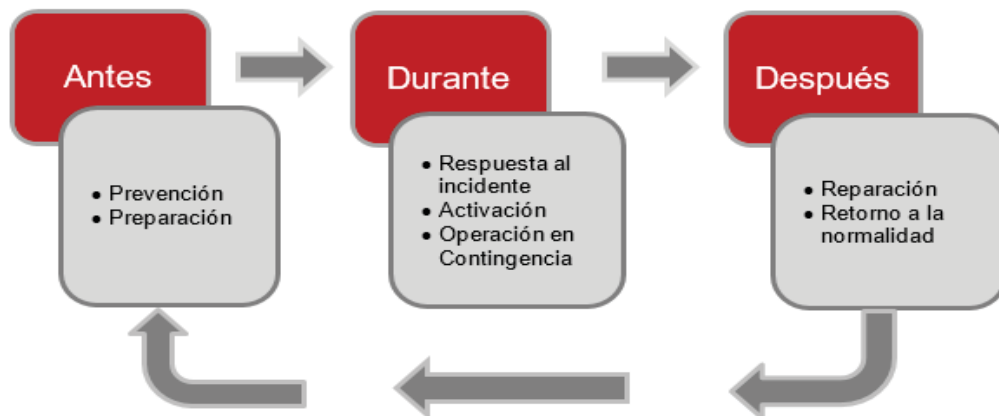 Antes
• Prevención
• Preparación
Durante
• Respuesta al
incidente
• Activación
• Operación en
Contingencia
Después
• Reparación
• Retorno a la
normalidad